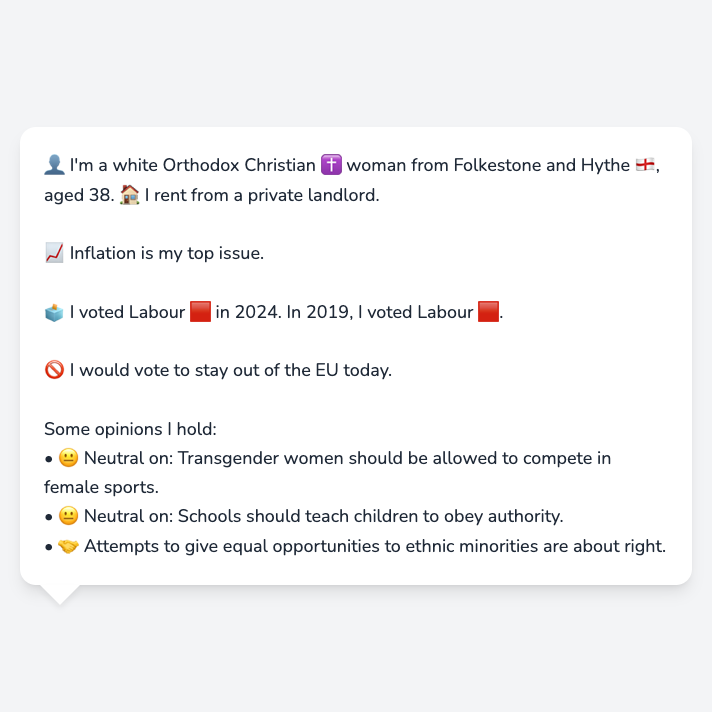 👤 I'm a white Orthodox Christian ✝️ woman from Folkestone and Hythe 🏴󠁧󠁢󠁥󠁮󠁧󠁿,
aged 38. 🏠 I rent from a private landlord.
📈 Inflation is my top issue.
🗳️ I voted Labour 🟥 in 2024. In 2019, I voted Labour 🟥.
🚫 I would vote to stay out of the EU today.
Some opinions I hold:
• 😐 Neutral on: Transgender women should be allowed to compete in
female sports.
• 😐 Neutral on: Schools should teach children to obey authority.
• 🤝 Attempts to give equal opportunities to ethnic minorities are about right.